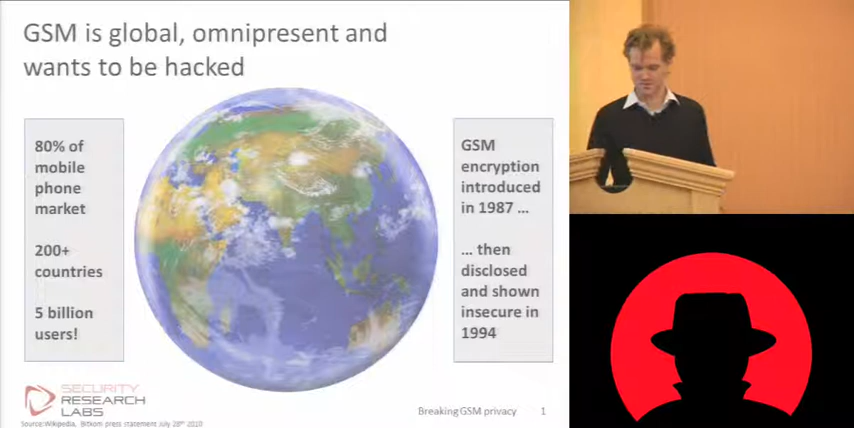 GSM is global, omnipresent and
wants to be hacked
80% of
mobile
phone
market
200+
countries
5 billion
users!
GSM
encryption
introduced
in 1987 ...
... then
disclosed
and shown
insecure in
1994
SECURITY
RESEARCH
LABS
Source: Wikipedia, Bitkom press statement July 28th 2010
Breaking GSM privacy 1